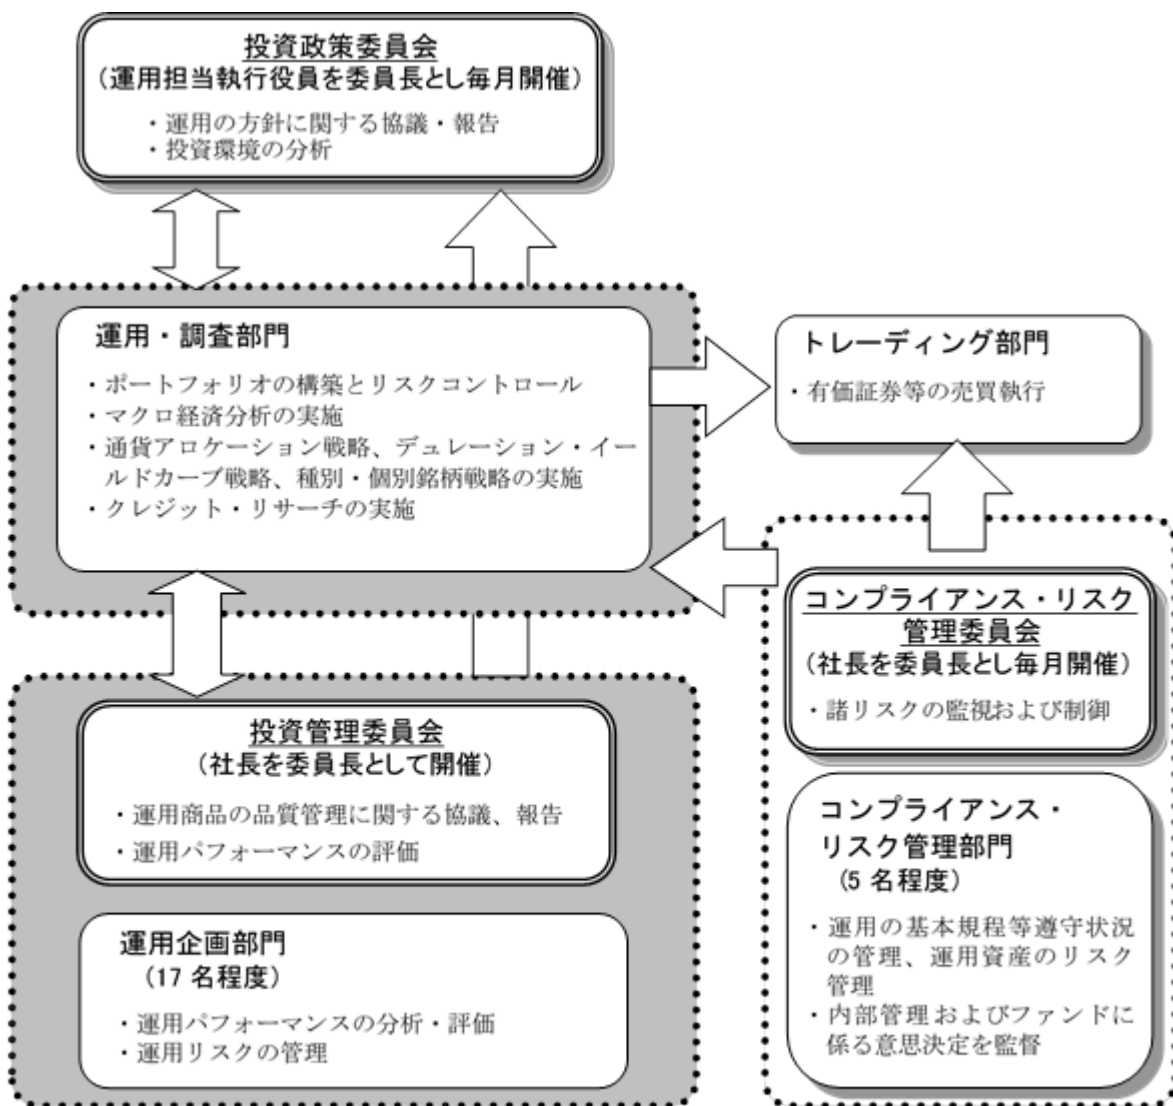 投資政策委員会
(運用担当執行役員を委員長とし毎月開催)
・運用の方針に関する協議・報告
・投資環境の分析
運用・調査部門
・ポートフォリオの構築とリスクコントロール
・マクロ経済分析の実施
・通貨アロケーション戦略、デュレーション・イー
ルドカーブ戦略、種別・個別銘柄戦略の実施
・クレジット・リサーチの実施
トレーディング部門
・有価証券等の売買執行
コンプライアンス・リスク
管理委員会
(社長を委員長とし毎月開催)
・諸リスクの監視および制御
投資管理委員会
(社長を委員長として開催)
・運用商品の品質管理に関する協議、報告
・運用パフォーマンスの評価
コンプライアンス・
リスク管理部門
(5 名程度)
・運用の基本規程等遵守状況
の管理、運用資産のリスク
管理
・内部管理およびファンドに
係る意思決定を監督
運用企画部門
(17 名程度)
・運用パフォーマンスの分析・評価
・運用リスクの管理